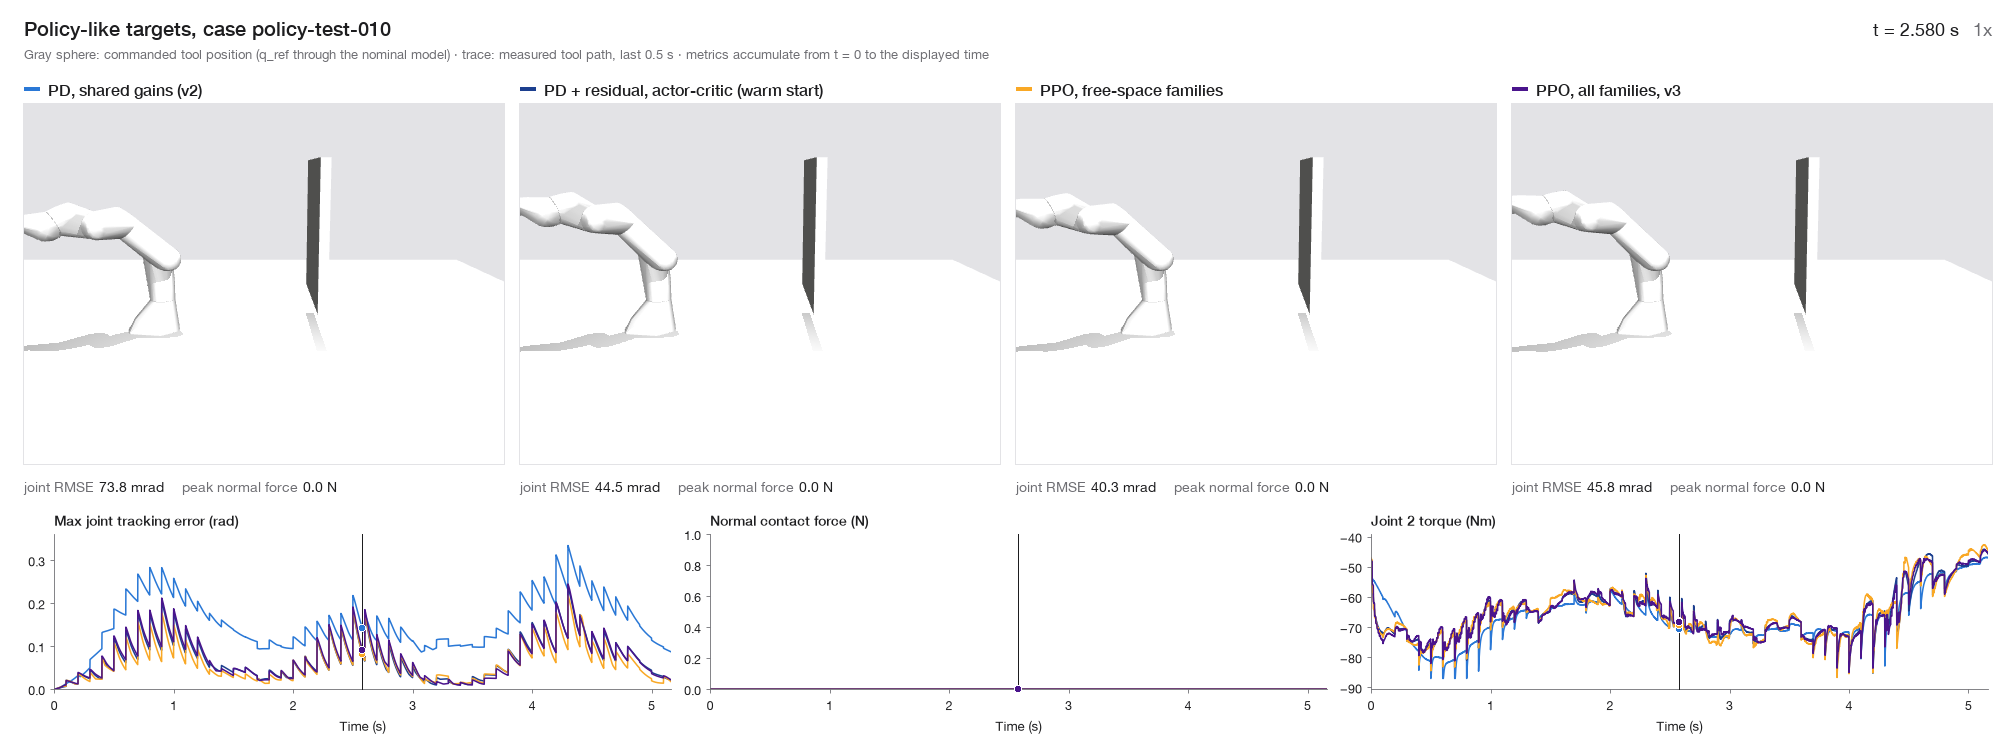 Policy-like targets, case policy-test-010
t = 2.580 s 1x
Gray sphere: commanded tool position (q_ref through the nominal model) · trace: measured tool path, last 0.5 s · metrics accumulate from t = 0 to the displayed time
PD, shared gains (v2)
PD + residual, actor-critic (warm start)
PPO, free-space families
PPO, all families, v3
joint RMSE 73.8 mrad peak normal force 0.0 N
joint RMSE 44.5 mrad peak normal force 0.0 N
joint RMSE 40.3 mrad peak normal force 0.0 N
joint RMSE 45.8 mrad peak normal force 0.0 N
Max joint tracking error (rad)
0.3
0.2
0.1
0.0
0 1 2 3 4 5
Time (s)
Normal contact force (N)
1.0
0.8
0.6
0.4
0.2
0.0
0 1 2 3 4 5
Time (s)
Joint 2 torque (Nm)
−40
−50
−60
−70
−80
−90
0 1 2 3 4 5
Time (s)